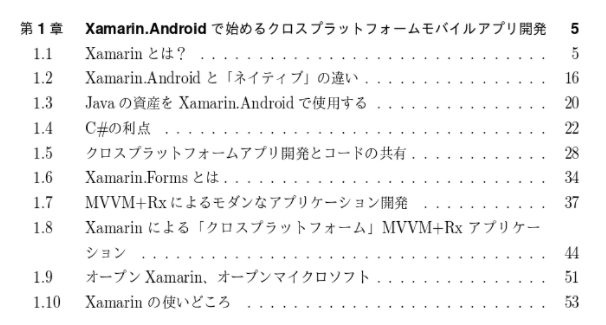 第 1 章 Xamarin.Android で始めるクロスプラットフォームモバイルアプリ開発 5
1.1 Xamarin とは？ . . . . . . . . . . . . . . . . . . . . . . . . . . . . . . 5
1.2 Xamarin.Android と「ネイティブ」の違い . . . . . . . . . . . . . . . . 16
1.3 Java の資産を Xamarin.Android で使用する . . . . . . . . . . . . . . . 20
1.4 C#の利点 . . . . . . . . . . . . . . . . . . . . . . . . . . . . . . . . 22
1.5 クロスプラットフォームアプリ開発とコードの共有 . . . . . . . . . . . . 28
1.6 Xamarin.Forms とは . . . . . . . . . . . . . . . . . . . . . . . . . . . . 34
1.7 MVVM+Rx によるモダンなアプリケーション開発 . . . . . . . . . . . . 37
1.8 Xamarin による「クロスプラットフォーム」MVVM+Rx アプリケー
ション . . . . . . . . . . . . . . . . . . . . . . . . . . . . . . . . . . 44
1.9 オープン Xamarin、オープンマイクロソフト . . . . . . . . . . . . . . . 51
1.10 Xamarin の使いどころ . . . . . . . . . . . . . . . . . . . . . . . . . . 53